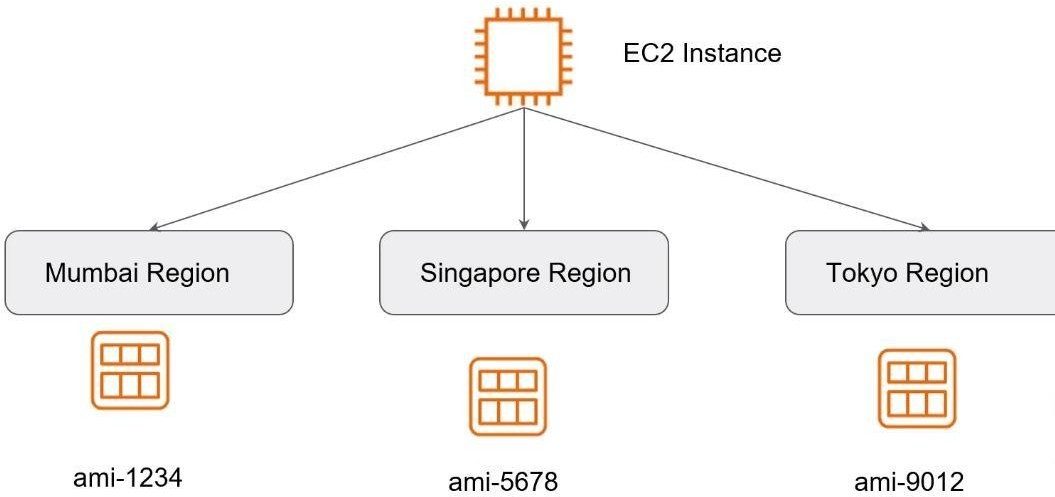 EC2 Instance
Mumbai Region
Singapore Region
Tokyo Region
ami-1234
ami-5678
ami-9012